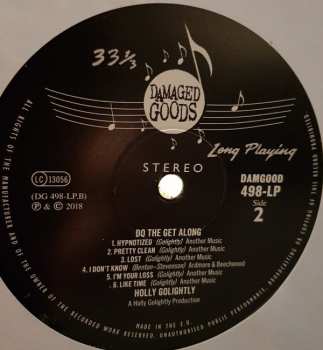 33 1/3
DAMAGED
GOODS
Long Playing
STEREO
LC 13056
(DG 498-LP.B)
℗ & © 2018
DAMGOOD
498-LP
Side
2
DO THE GET ALONG
1. HYPNOTIZED (Golightly) Another Music
2. PRETTY CLEAN (Golightly) Another Music
3. LOST (Golightly) Another Music
4. I DON'T KNOW (Benton-Stevenson) Ardmore & Beechwood
5. I'M YOUR LOSS (Golightly) Another Music
6. LIKE TIME (Golightly) Another Music
HOLLY GOLIGHTLY
A Holly Golightly Production
MADE IN THE E.U.
ALL RIGHTS OF THE MANUFACTURER AND OF THE OWNER OF THE RECORDED WORK RESERVED. UNAUTHORISED PUBLIC PERFORMANCE, BROADCASTING OR COPYING OF THIS RECORD PROHIBITED